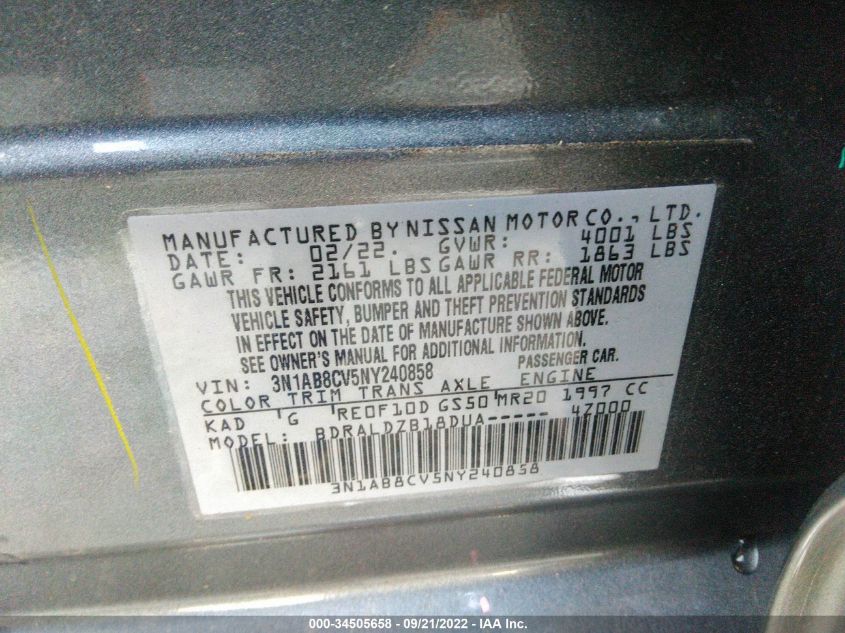 MANUFACTURED BY NISSAN MOTOR CO., LTD.
DATE: 02/22. GVWR: 4001 LBS
GAWR FR: 2161 LBS GAWR RR: 1863 LBS
THIS VEHICLE CONFORMS TO ALL APPLICABLE FEDERAL MOTOR
VEHICLE SAFETY, BUMPER AND THEFT PREVENTION STANDARDS
IN EFFECT ON THE DATE OF MANUFACTURE SHOWN ABOVE.
SEE OWNER'S MANUAL FOR ADDITIONAL INFORMATION.
VIN: 3N1AB8CV5NY240858 PASSENGER CAR.
COLOR TRIM TRANS AXLE ENGINE
KAD G RE0F10D GS50 MR20 1997 CC
MODEL: BDRALDZB18DUA----- 47000
3N1AB8CV5NY240858
000-34505658 - 09/21/2022 - IAA Inc.